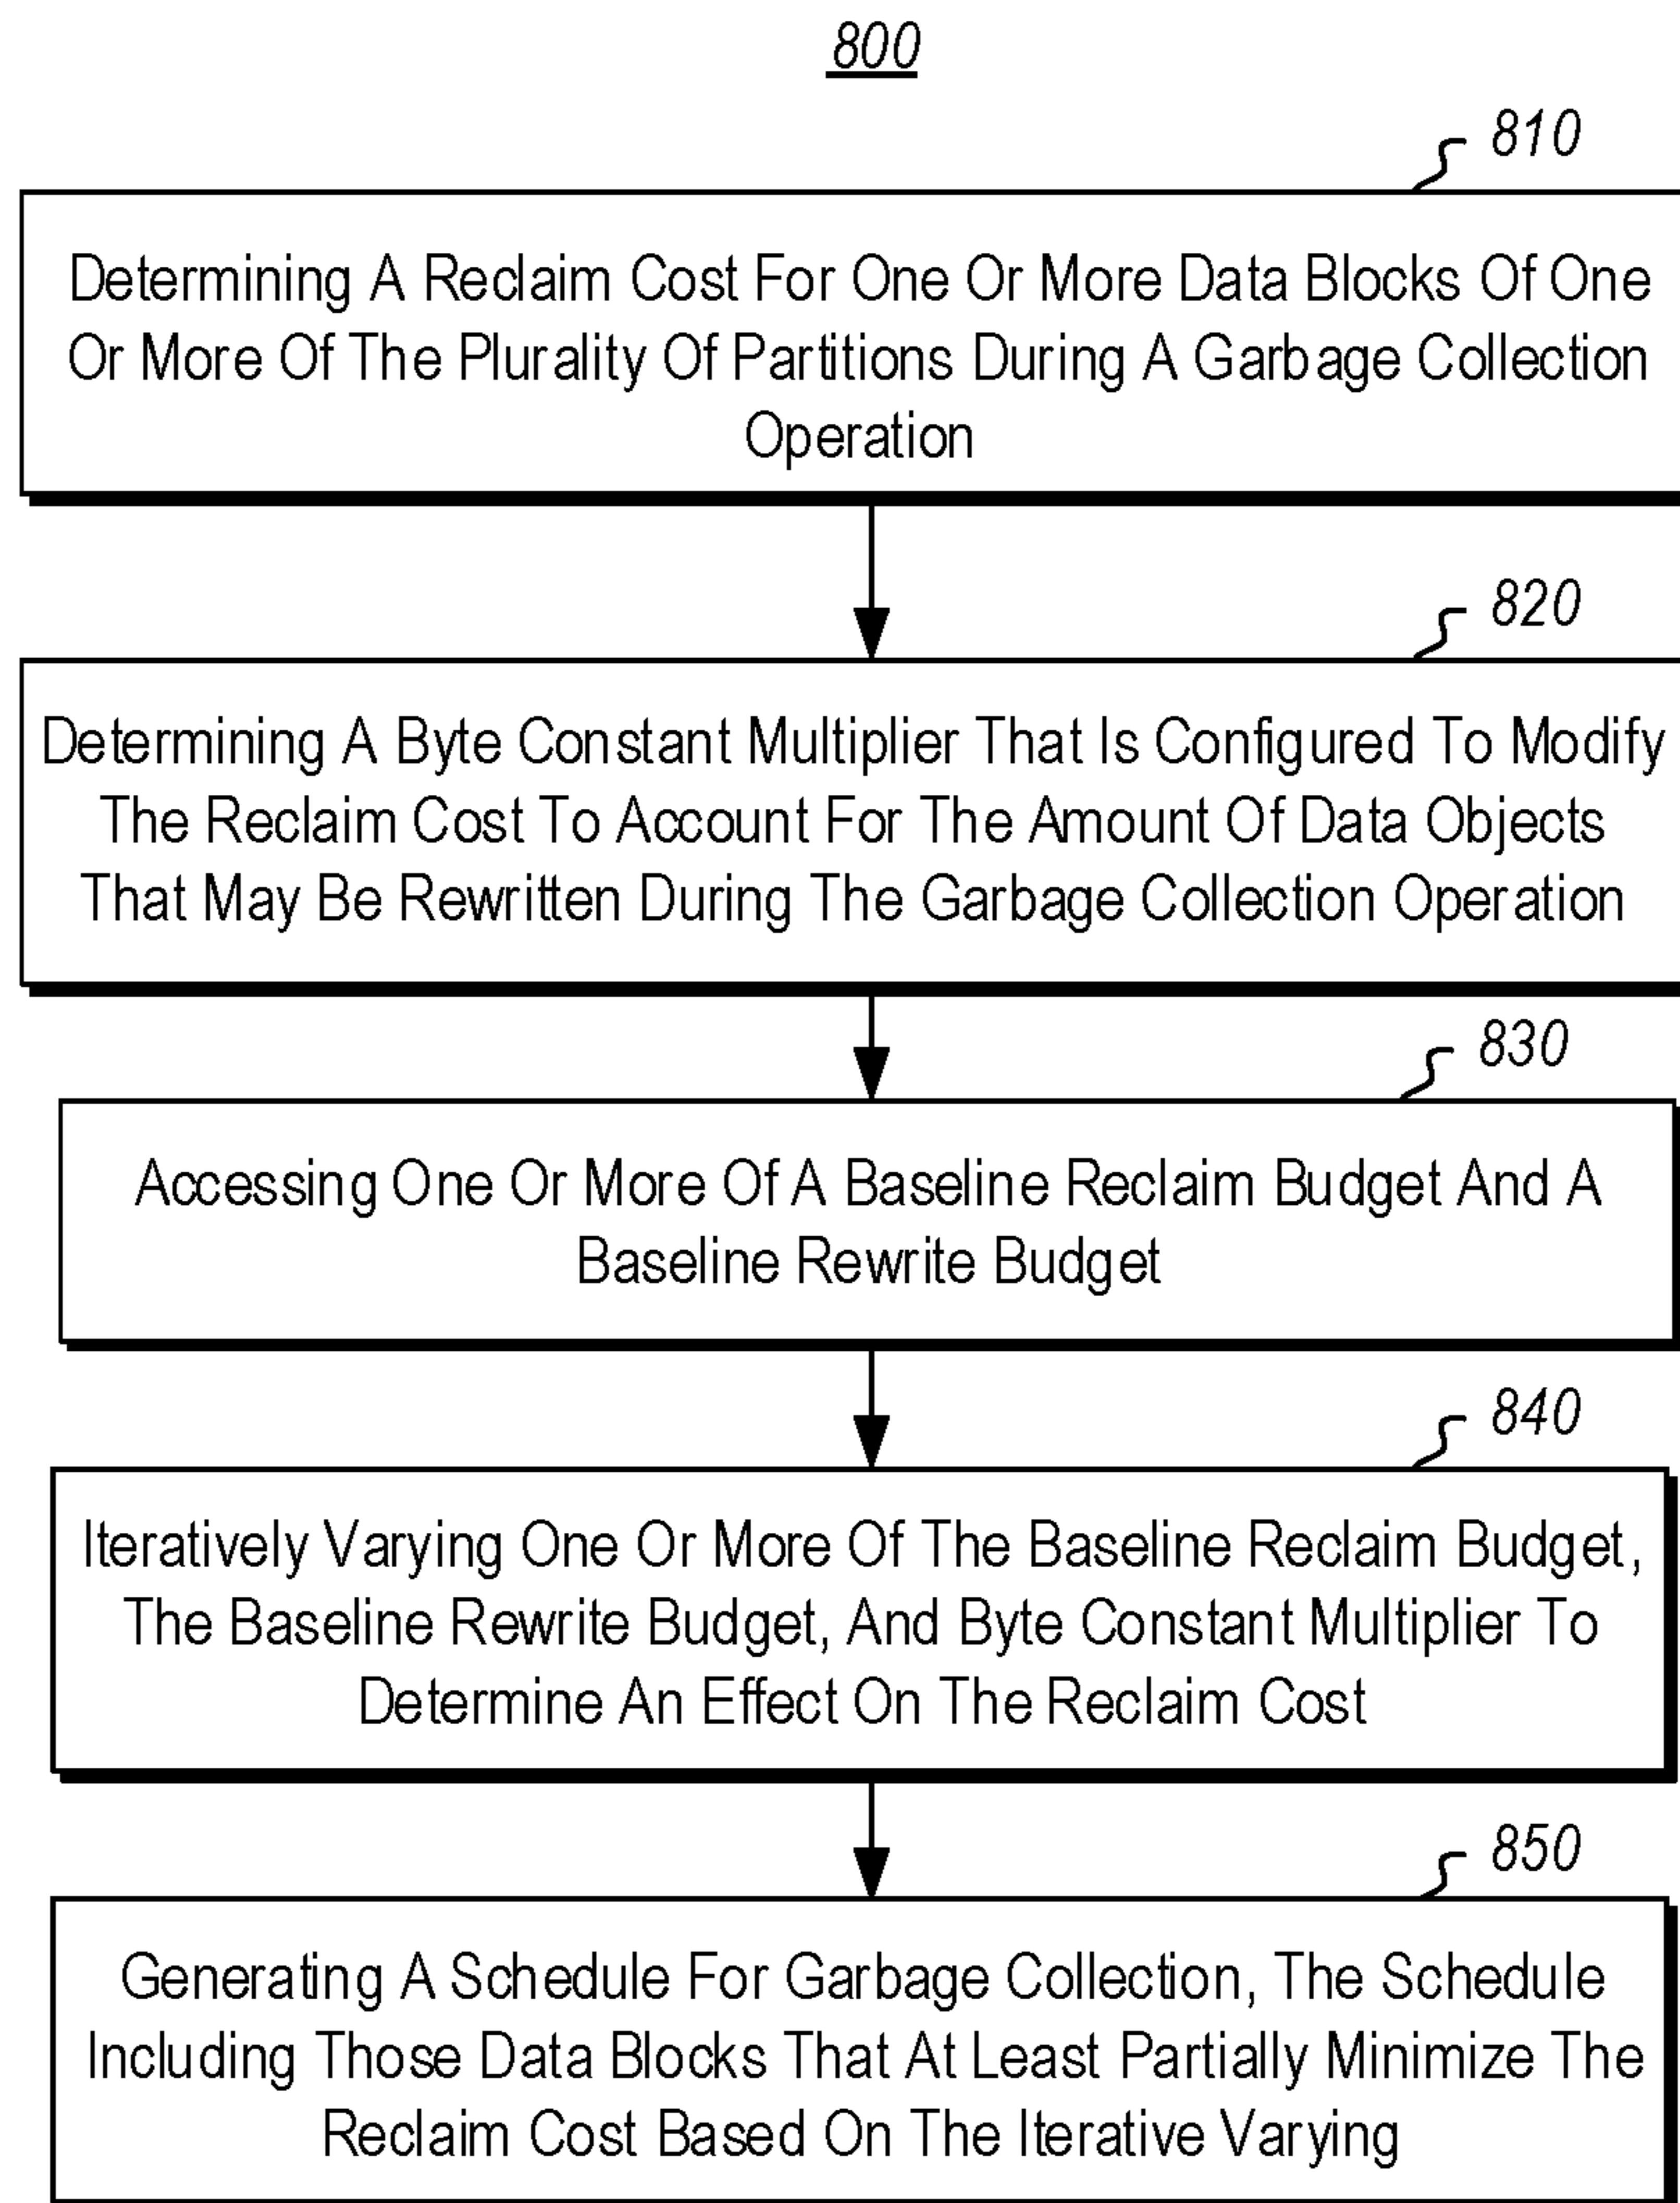 800
810
Determining A Reclaim Cost For One Or More Data Blocks Of One
Or More Of The Plurality Of Partitions During A Garbage Collection
Operation
820
Determining A Byte Constant Multiplier That Is Configured To Modify
The Reclaim Cost To Account For The Amount Of Data Objects
That May Be Rewritten During The Garbage Collection Operation
830
Accessing One Or More Of A Baseline Reclaim Budget And A
Baseline Rewrite Budget
840
Iteratively Varying One Or More Of The Baseline Reclaim Budget,
The Baseline Rewrite Budget, And Byte Constant Multiplier To
Determine An Effect On The Reclaim Cost
850
Generating A Schedule For Garbage Collection, The Schedule
Including Those Data Blocks That At Least Partially Minimize The
Reclaim Cost Based On The Iterative Varying